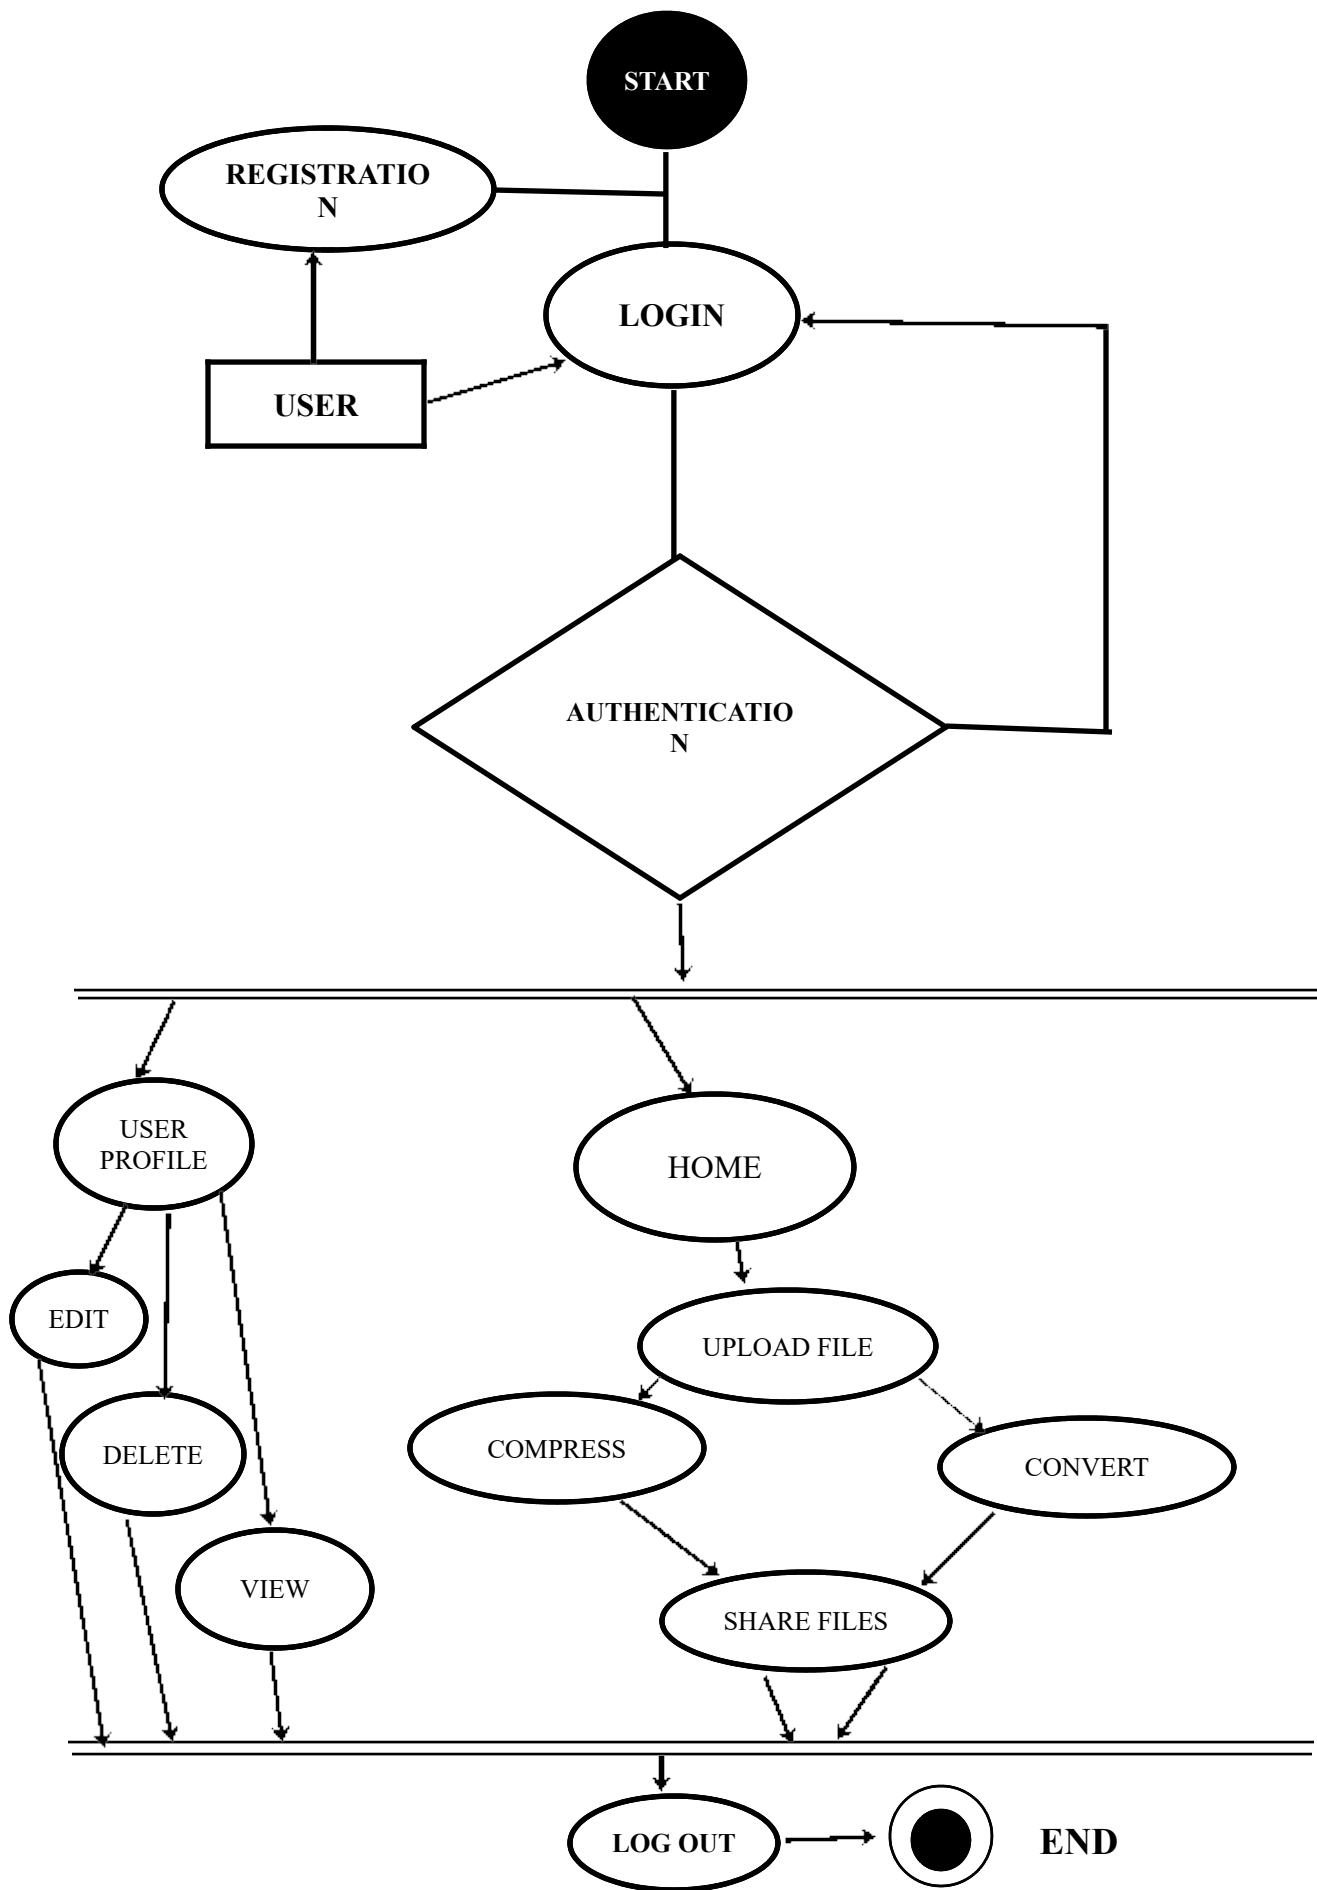 START
REGISTRATIO
N
LOGIN
USER
AUTHENTICATIO
N
USER
PROFILE
HOME
EDIT
UPLOAD FILE
DELETE
COMPRESS
CONVERT
VIEW
SHARE FILES
LOG OUT
END